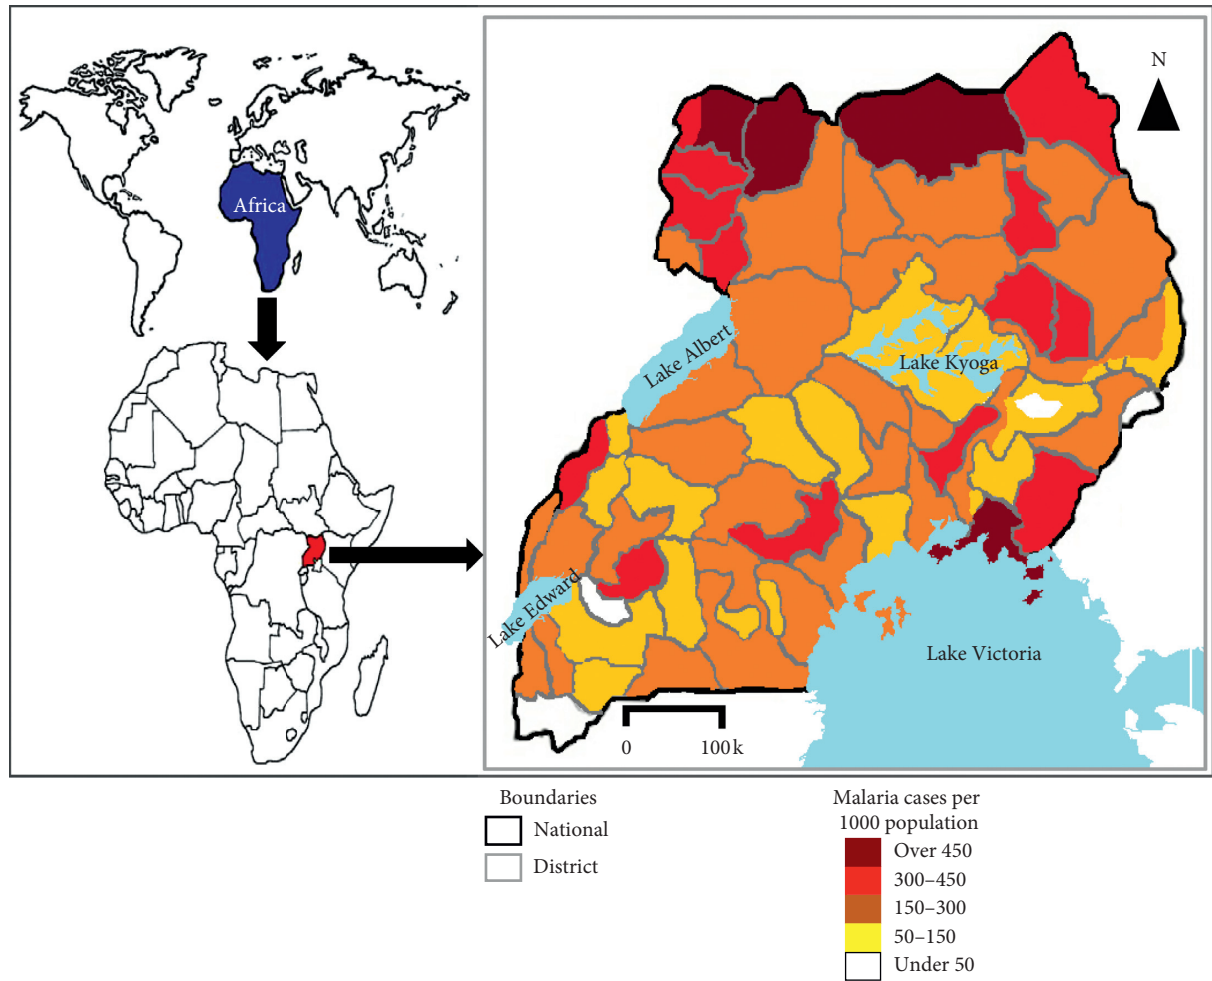 Africa
N
Lake Albert
Lake Kyoga
Lake Edward
Lake Victoria
0
100 k
Boundaries
National
District
Malaria cases per
1000 population
Over 450
300–450
150–300
50–150
Under 50